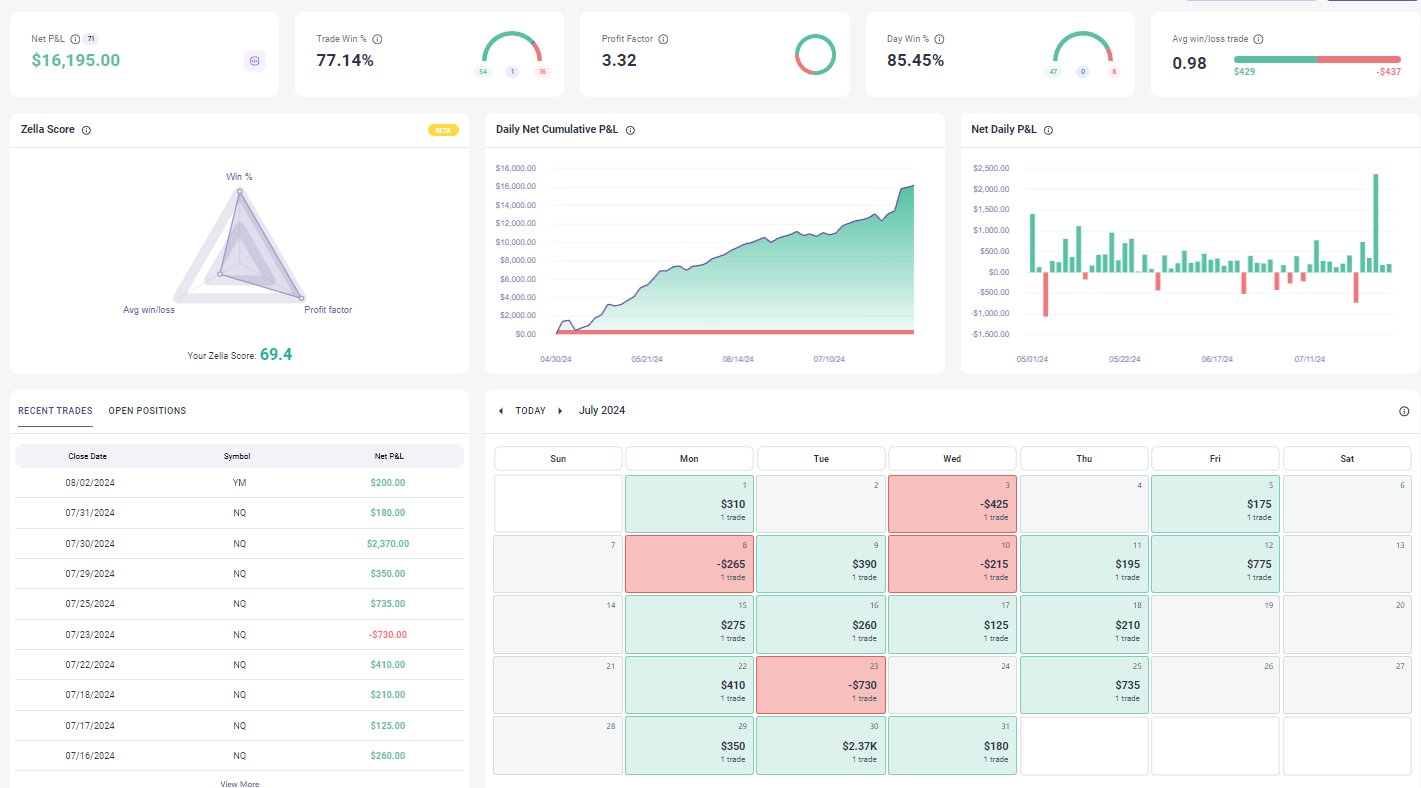 Net P&L 71
$16,195.00
Trade Win %
77.14%
54 1 16
Profit Factor
3.32
Day Win %
85.45%
47 0 8
Avg win/loss trade
0.98
$429 -$437
Zella Score BETA
Win %
Avg win/loss Profit factor
Your Zella Score: 69.4
Daily Net Cumulative P&L
$18,000.00
$16,000.00
$14,000.00
$12,000.00
$10,000.00
$8,000.00
$6,000.00
$4,000.00
$2,000.00
$0.00
04/30/24 05/21/24 06/14/24 07/10/24
Net Daily P&L
$2,500.00
$2,000.00
$1,500.00
$1,000.00
$500.00
$0.00
-$500.00
-$1,000.00
-$1,500.00
05/01/24 05/22/24 06/17/24 07/11/24
RECENT TRADES OPEN POSITIONS
Close Date Symbol Net P&L
08/02/2024 YM $200.00
07/31/2024 NQ $180.00
07/30/2024 NQ $2,370.00
07/29/2024 NQ $350.00
07/25/2024 NQ $735.00
07/23/2024 NQ -$730.00
07/22/2024 NQ $410.00
07/18/2024 NQ $210.00
07/17/2024 NQ $125.00
07/16/2024 NQ $260.00
View More
TODAY July 2024
Sun Mon Tue Wed Thu Fri Sat
1 2 3 4 5 6
$310 -$425 $175
1 trade 1 trade 1 trade
7 8 9 10 11 12 13
-$265 $390 -$215 $195 $775
1 trade 1 trade 1 trade 1 trade 1 trade
14 15 16 17 18 19 20
$275 $260 $125 $210
1 trade 1 trade 1 trade 1 trade
21 22 23 24 25 26 27
$410 -$730 $735
1 trade 1 trade 1 trade
28 29 30 31
$350 $2.37K $180
1 trade 1 trade 1 trade